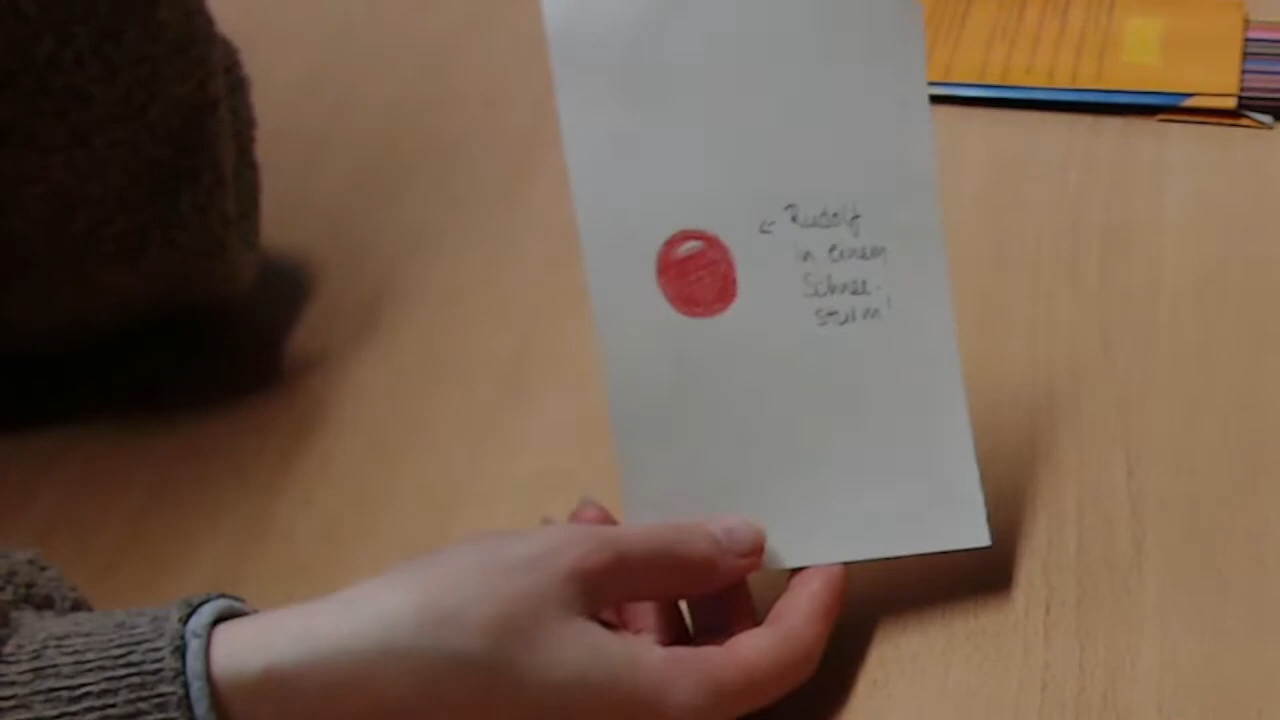 ← Rudolf
in einem
Schnee-
sturm!